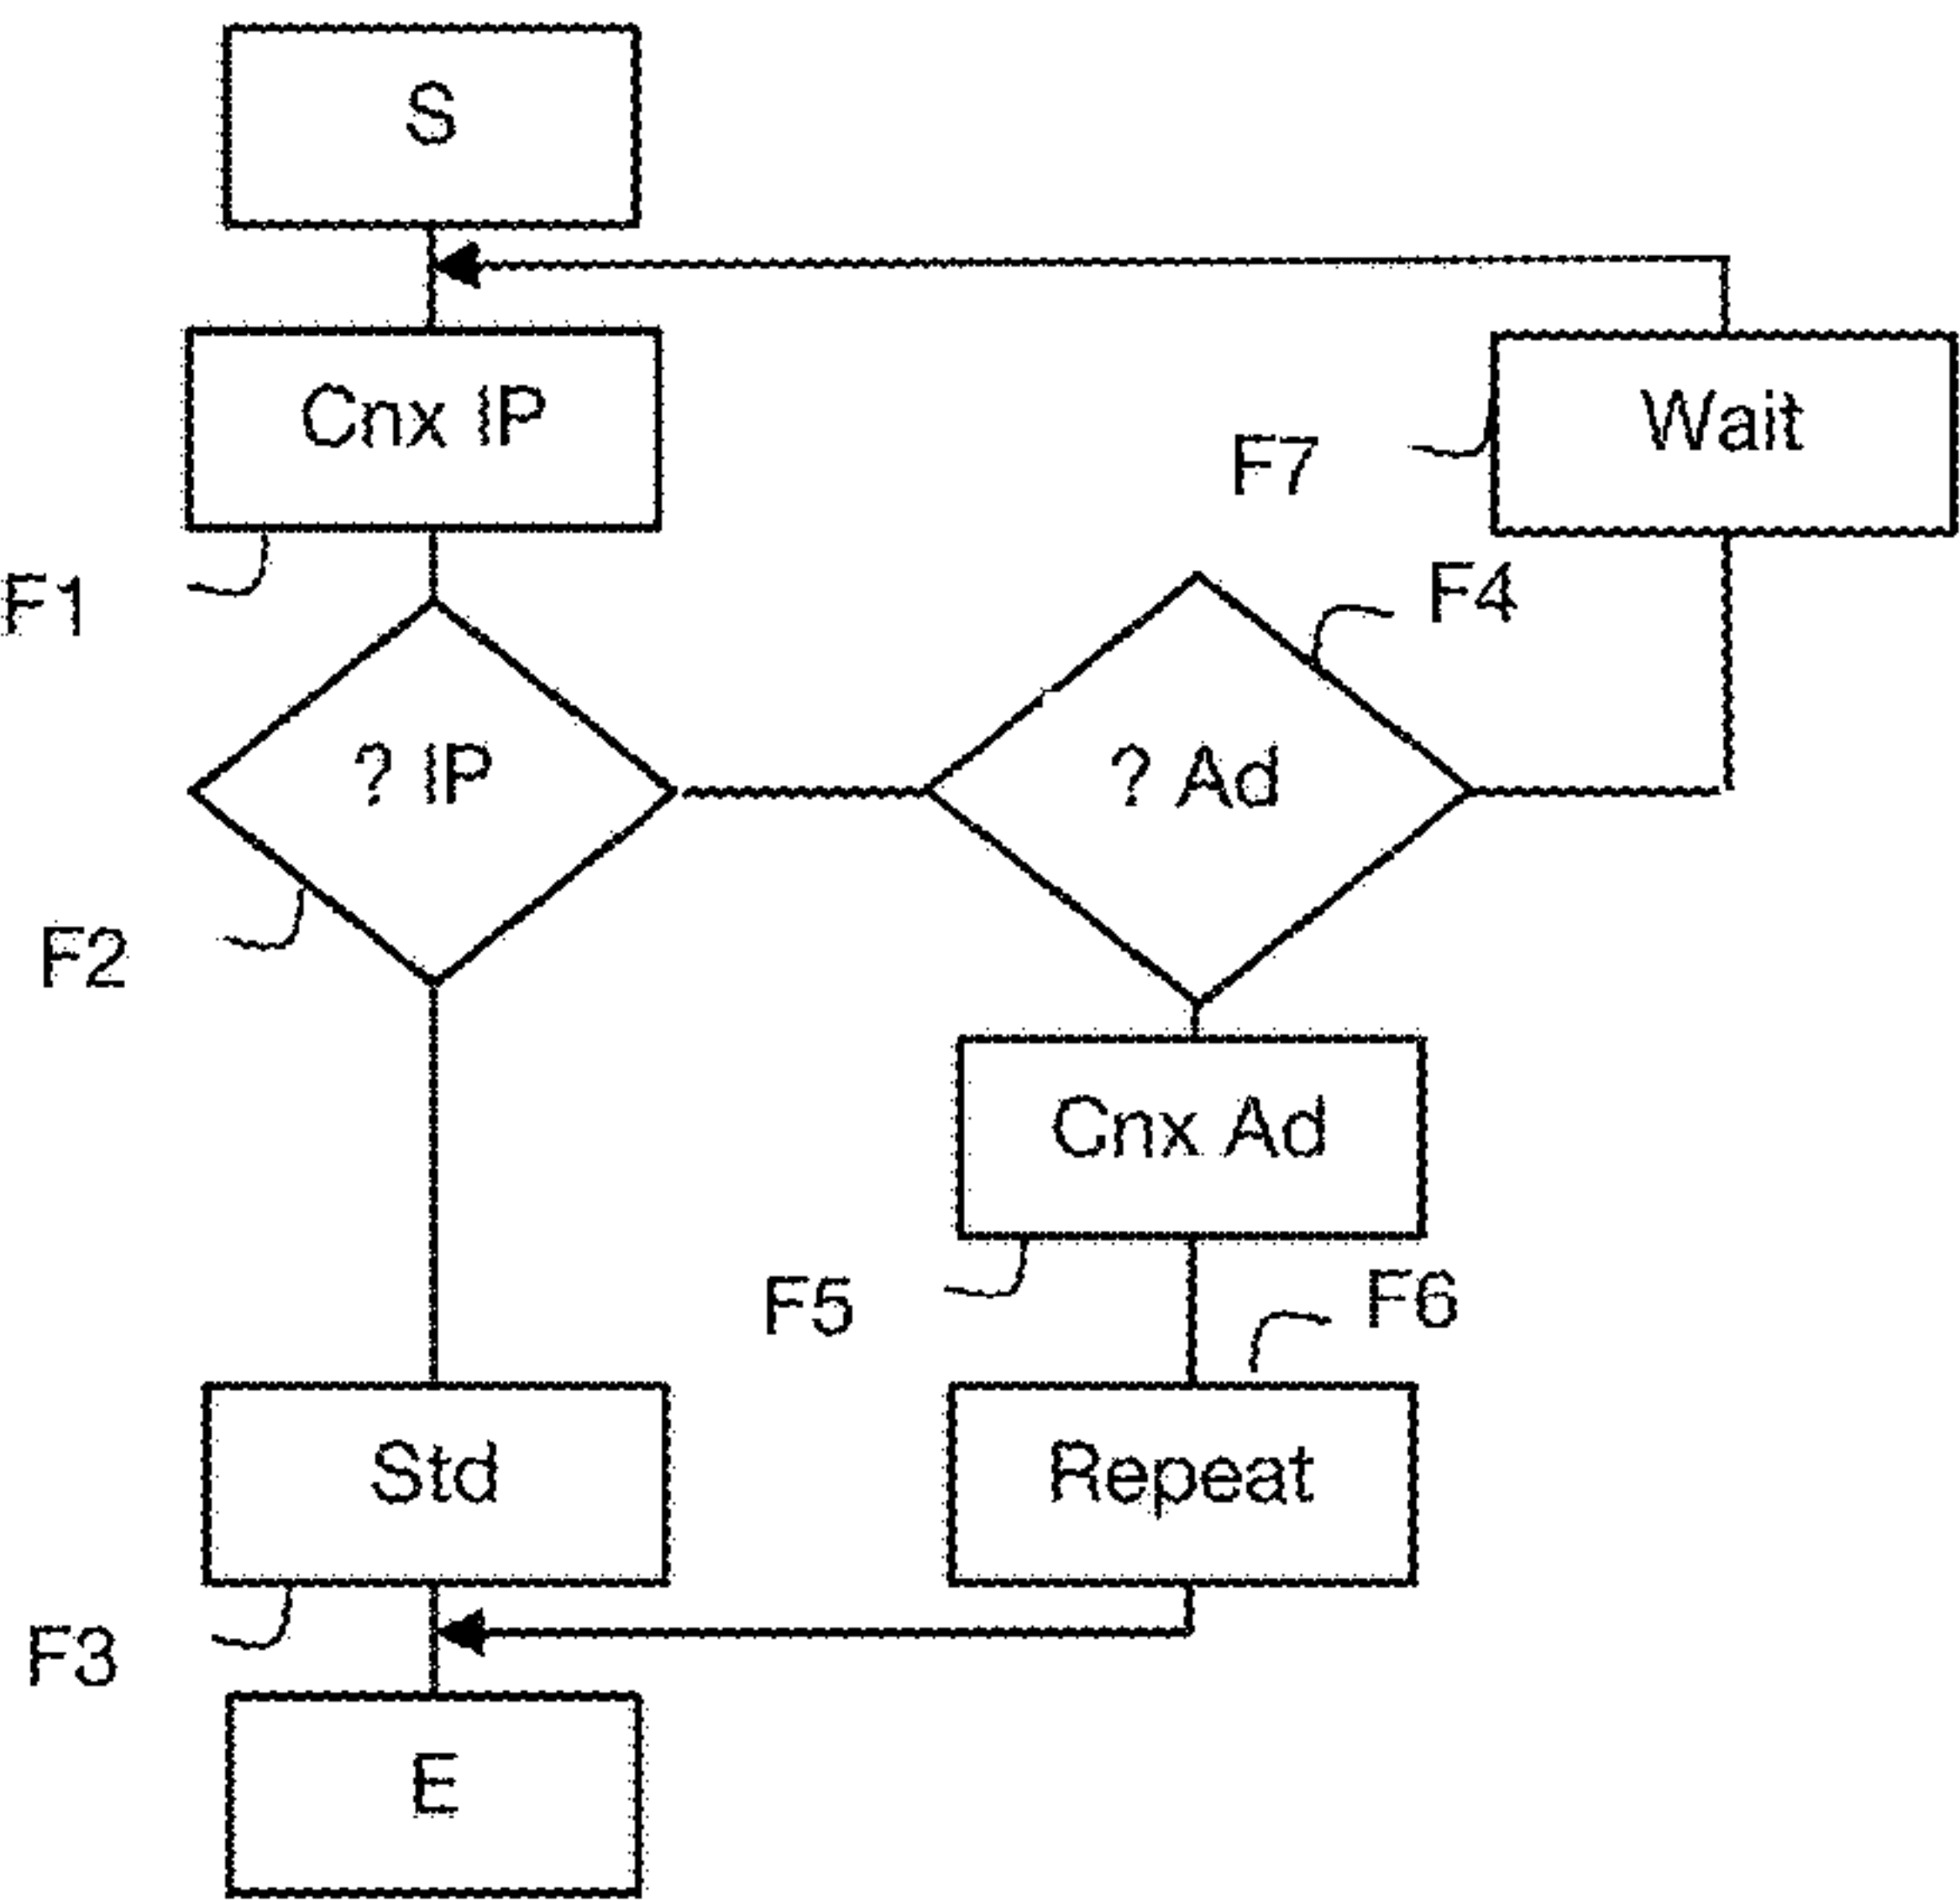 S
Cnx IP
Wait
F7
F1
F4
? IP
? Ad
F2
Cnx Ad
F5
F6
Std
Repeat
F3
E